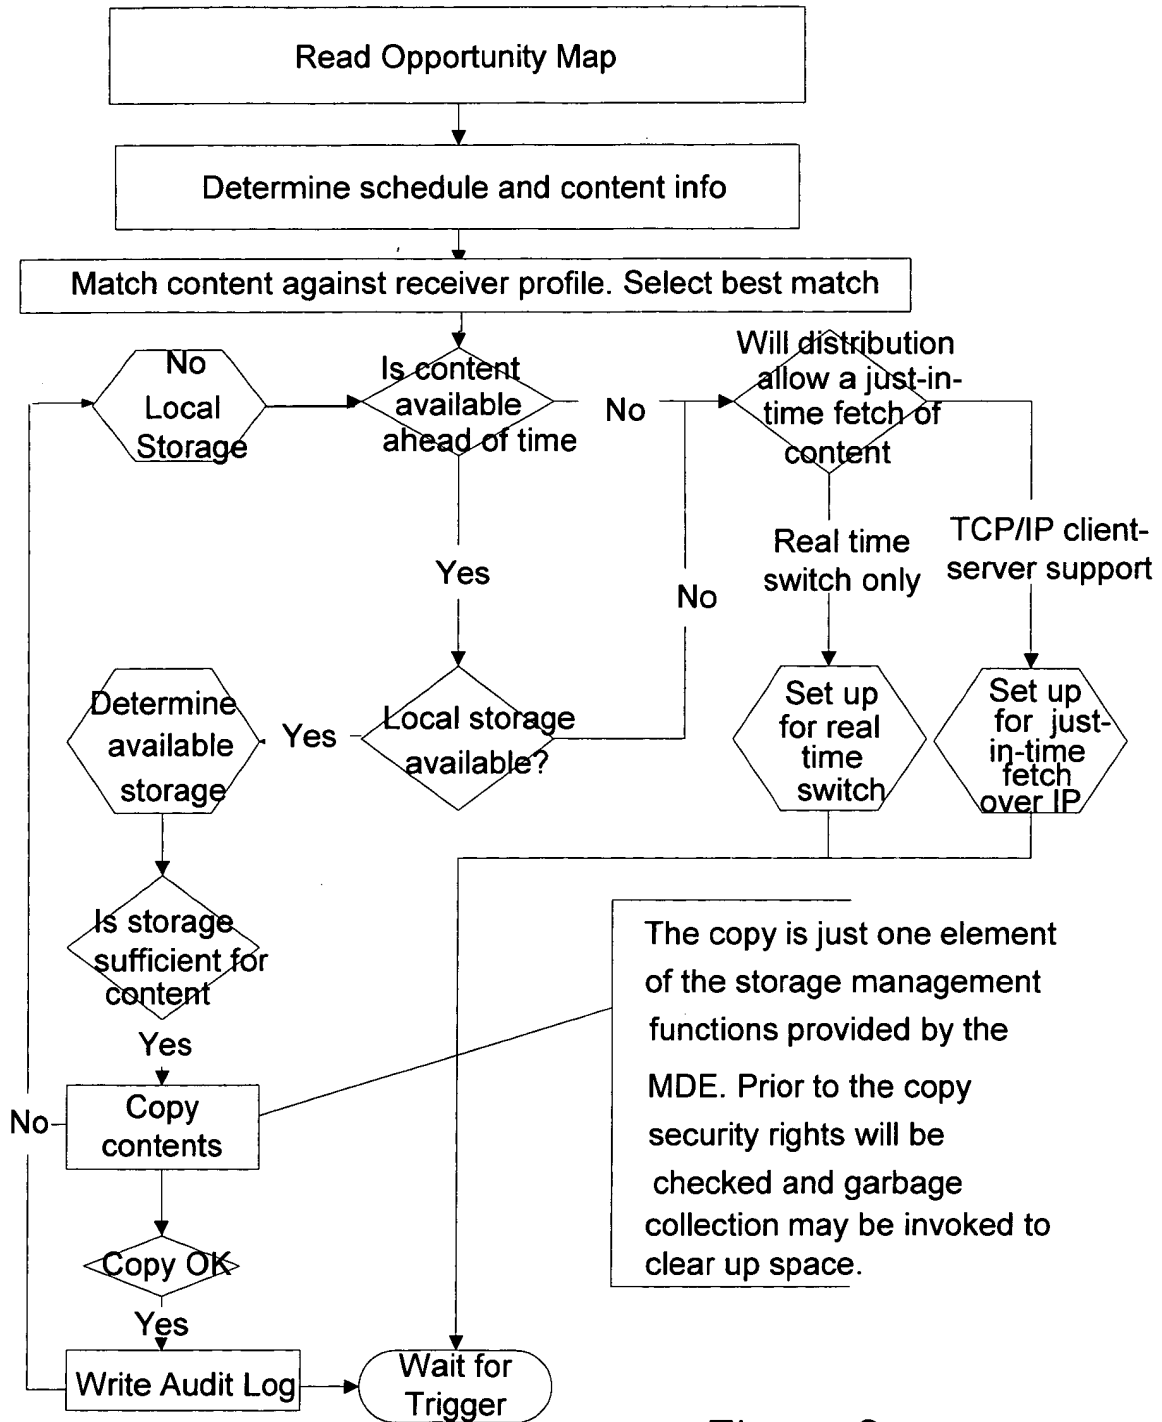 Read Opportunity Map
Determine schedule and content info
Match content against receiver profile. Select best match
No
Local
Storage
Is content
available
ahead of time
No
Will distribution
allow a just-in-
time fetch of
content
Yes
No
Real time
switch only
TCP/IP client-
server support
Determine
available
storage
Yes
Local storage
available?
Set up
for real
time
switch
Set up
for just-
in-time
fetch
over IP
Is storage
sufficient for
content
Yes
No
Copy
contents
The copy is just one element
of the storage management
functions provided by the
MDE. Prior to the copy
security rights will be
checked and garbage
collection may be invoked to
clear up space.
Copy OK
Yes
Write Audit Log
Wait for
Trigger